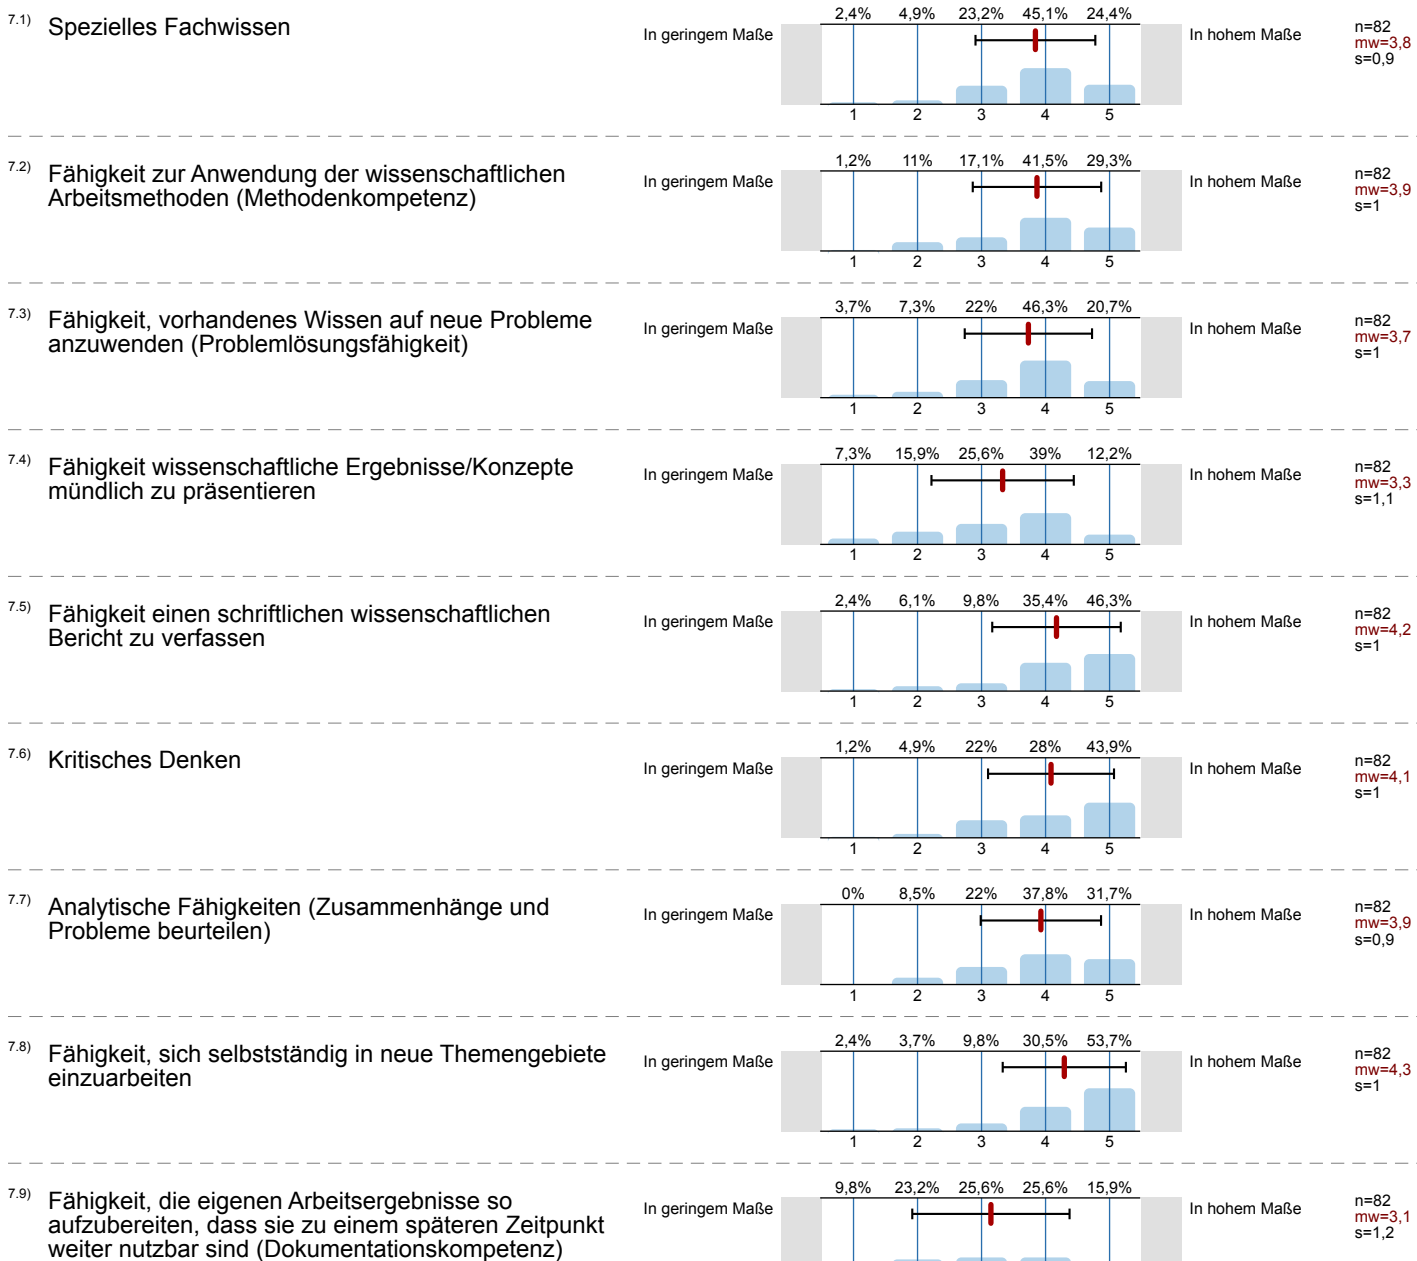 7.1) Spezielles Fachwissen
2,4% 4,9% 23,2% 45,1% 24,4%
In geringem Maße
In hohem Maße
n=82
mw=3,8
s=0,9
1 2 3 4 5
7.2) Fähigkeit zur Anwendung der wissenschaftlichen
Arbeitsmethoden (Methodenkompetenz)
1,2% 11% 17,1% 41,5% 29,3%
In geringem Maße
In hohem Maße
n=82
mw=3,9
s=1
1 2 3 4 5
7.3) Fähigkeit, vorhandenes Wissen auf neue Probleme
anzuwenden (Problemlösungsfähigkeit)
3,7% 7,3% 22% 46,3% 20,7%
In geringem Maße
In hohem Maße
n=82
mw=3,7
s=1
1 2 3 4 5
7.4) Fähigkeit wissenschaftliche Ergebnisse/Konzepte
mündlich zu präsentieren
7,3% 15,9% 25,6% 39% 12,2%
In geringem Maße
In hohem Maße
n=82
mw=3,3
s=1,1
1 2 3 4 5
7.5) Fähigkeit einen schriftlichen wissenschaftlichen
Bericht zu verfassen
2,4% 6,1% 9,8% 35,4% 46,3%
In geringem Maße
In hohem Maße
n=82
mw=4,2
s=1
1 2 3 4 5
7.6) Kritisches Denken
1,2% 4,9% 22% 28% 43,9%
In geringem Maße
In hohem Maße
n=82
mw=4,1
s=1
1 2 3 4 5
7.7) Analytische Fähigkeiten (Zusammenhänge und
Probleme beurteilen)
0% 8,5% 22% 37,8% 31,7%
In geringem Maße
In hohem Maße
n=82
mw=3,9
s=0,9
1 2 3 4 5
7.8) Fähigkeit, sich selbstständig in neue Themengebiete
einzuarbeiten
2,4% 3,7% 9,8% 30,5% 53,7%
In geringem Maße
In hohem Maße
n=82
mw=4,3
s=1
1 2 3 4 5
7.9) Fähigkeit, die eigenen Arbeitsergebnisse so
aufzubereiten, dass sie zu einem späteren Zeitpunkt
weiter nutzbar sind (Dokumentationskompetenz)
9,8% 23,2% 25,6% 25,6% 15,9%
In geringem Maße
In hohem Maße
n=82
mw=3,1
s=1,2